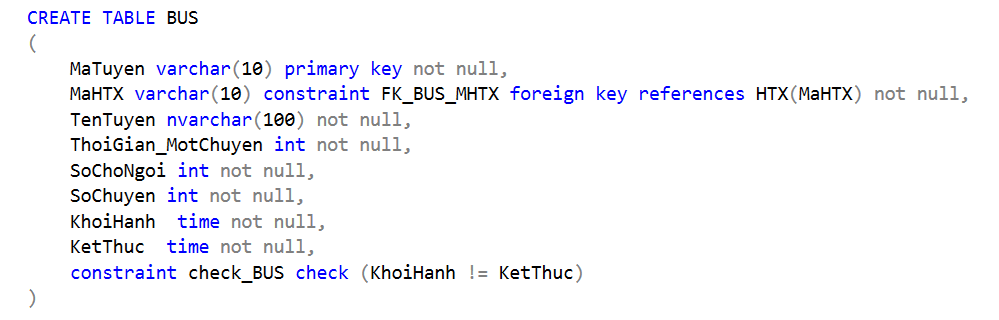 CREATE TABLE BUS
(
MaTuyen varchar(10) primary key not null,
MaHTX varchar(10) constraint FK_BUS_MHTX foreign key references HTX(MaHTX) not null,
TenTuyen nvarchar(100) not null,
ThoiGian_MotChuyen int not null,
SoChoNgoi int not null,
SoChuyen int not null,
KhoiHanh  time not null,
KetThuc  time not null,
constraint check_BUS check (KhoiHanh != KetThuc)
)